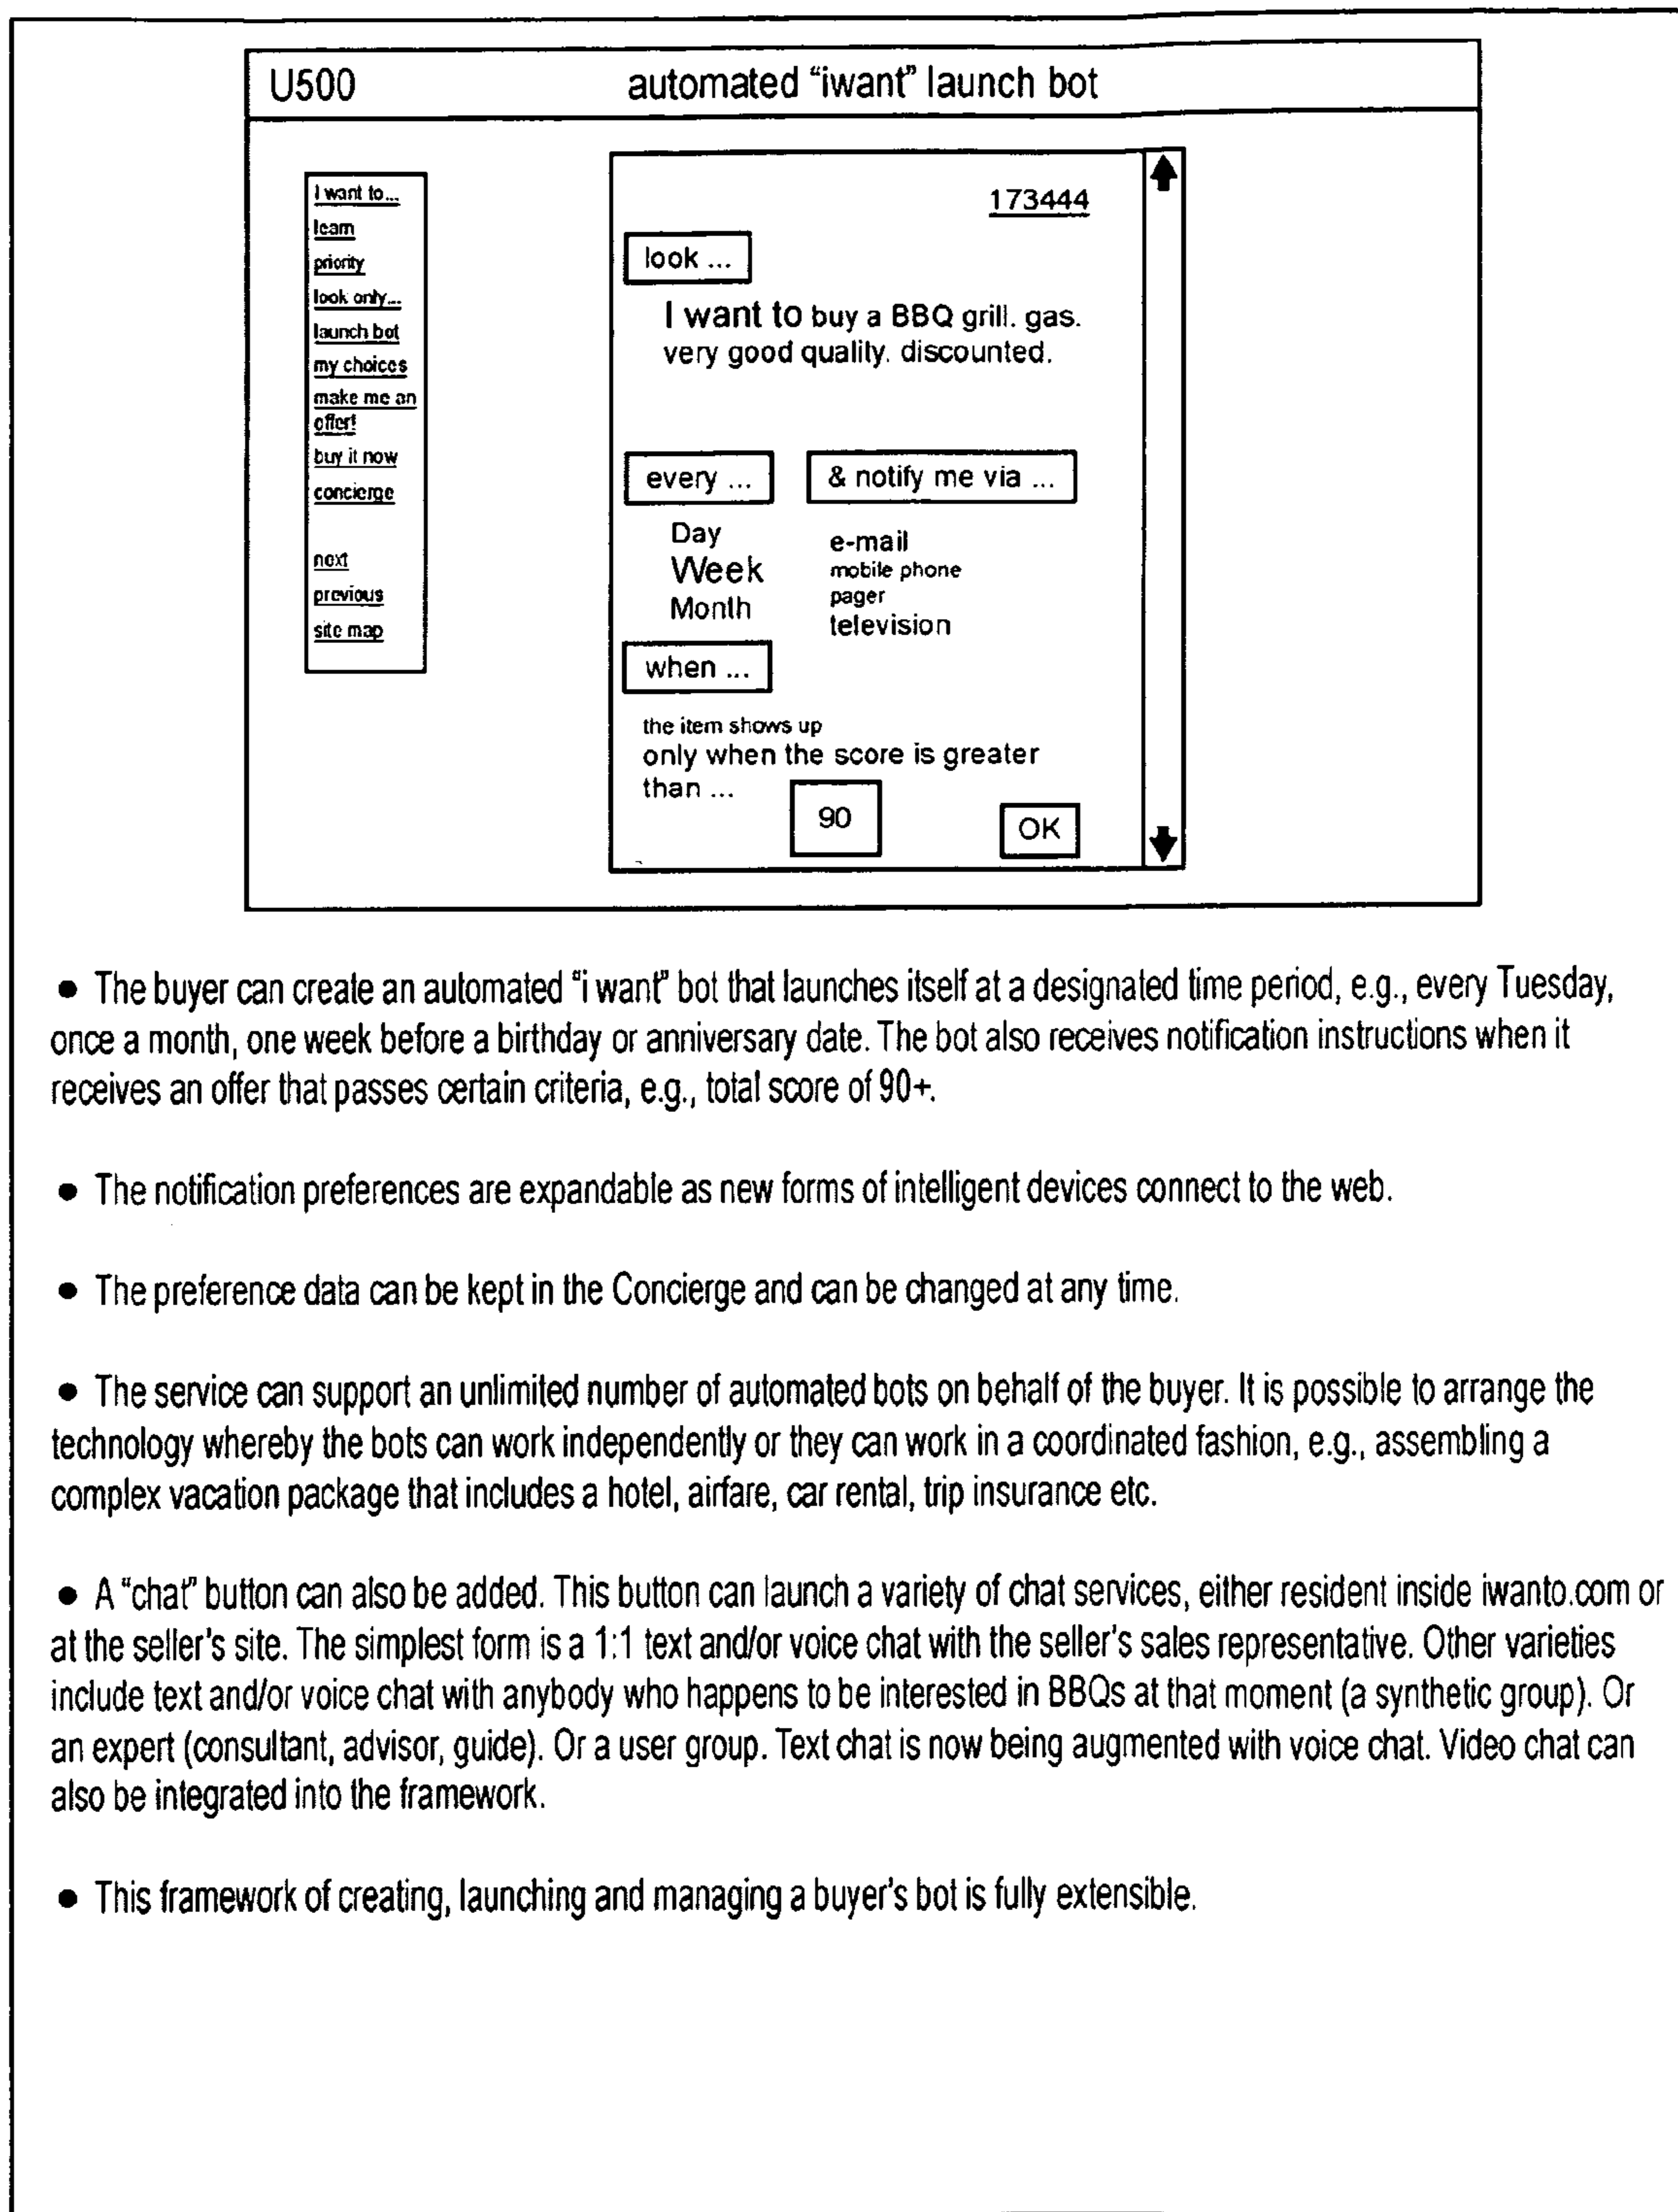 U500 automated “iwant” launch bot
I want to...
learn
priority
look only...
launch bot
my choices
make me an
offer!
buy it now
concierge
next
previous
site map
173444
look ...
I want to buy a BBQ grill. gas.
very good quality. discounted.
every ... & notify me via ...
Day
Week
Month
e-mail
mobile phone
pager
television
when ...
the item shows up
only when the score is greater
than ...
90
OK
● The buyer can create an automated “i want” bot that launches itself at a designated time period, e.g., every Tuesday,
once a month, one week before a birthday or anniversary date. The bot also receives notification instructions when it
receives an offer that passes certain criteria, e.g., total score of 90+.
● The notification preferences are expandable as new forms of intelligent devices connect to the web.
● The preference data can be kept in the Concierge and can be changed at any time.
● The service can support an unlimited number of automated bots on behalf of the buyer. It is possible to arrange the
technology whereby the bots can work independently or they can work in a coordinated fashion, e.g., assembling a
complex vacation package that includes a hotel, airfare, car rental, trip insurance etc.
● A “chat” button can also be added. This button can launch a variety of chat services, either resident inside iwanto.com or
at the seller's site. The simplest form is a 1:1 text and/or voice chat with the seller's sales representative. Other varieties
include text and/or voice chat with anybody who happens to be interested in BBQs at that moment (a synthetic group). Or
an expert (consultant, advisor, guide). Or a user group. Text chat is now being augmented with voice chat. Video chat can
also be integrated into the framework.
● This framework of creating, launching and managing a buyer's bot is fully extensible.